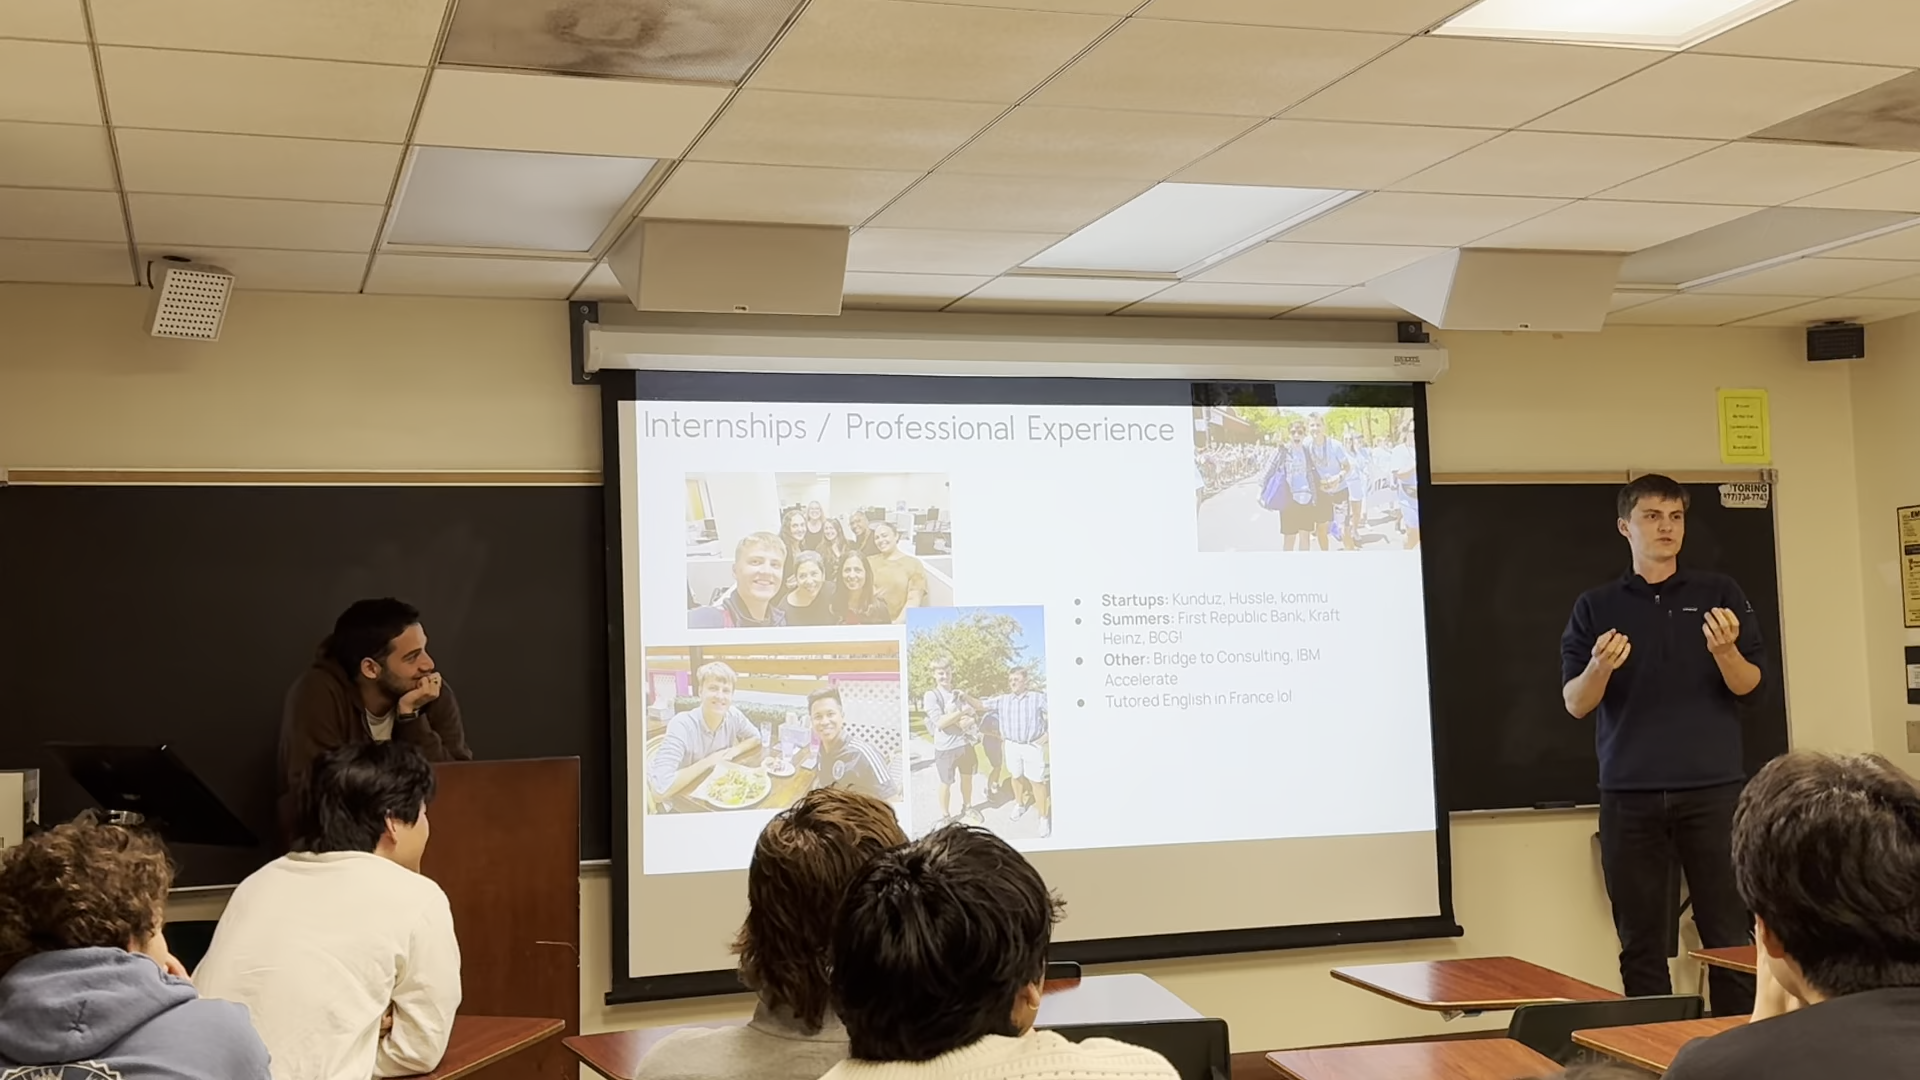 Internships / Professional Experience
Startups: Kunduz, Hussle, kommu
Summers: First Republic Bank, Kraft
Heinz, BCG!
Other: Bridge to Consulting, IBM
Accelerate
Tutored English in France lol
TORING